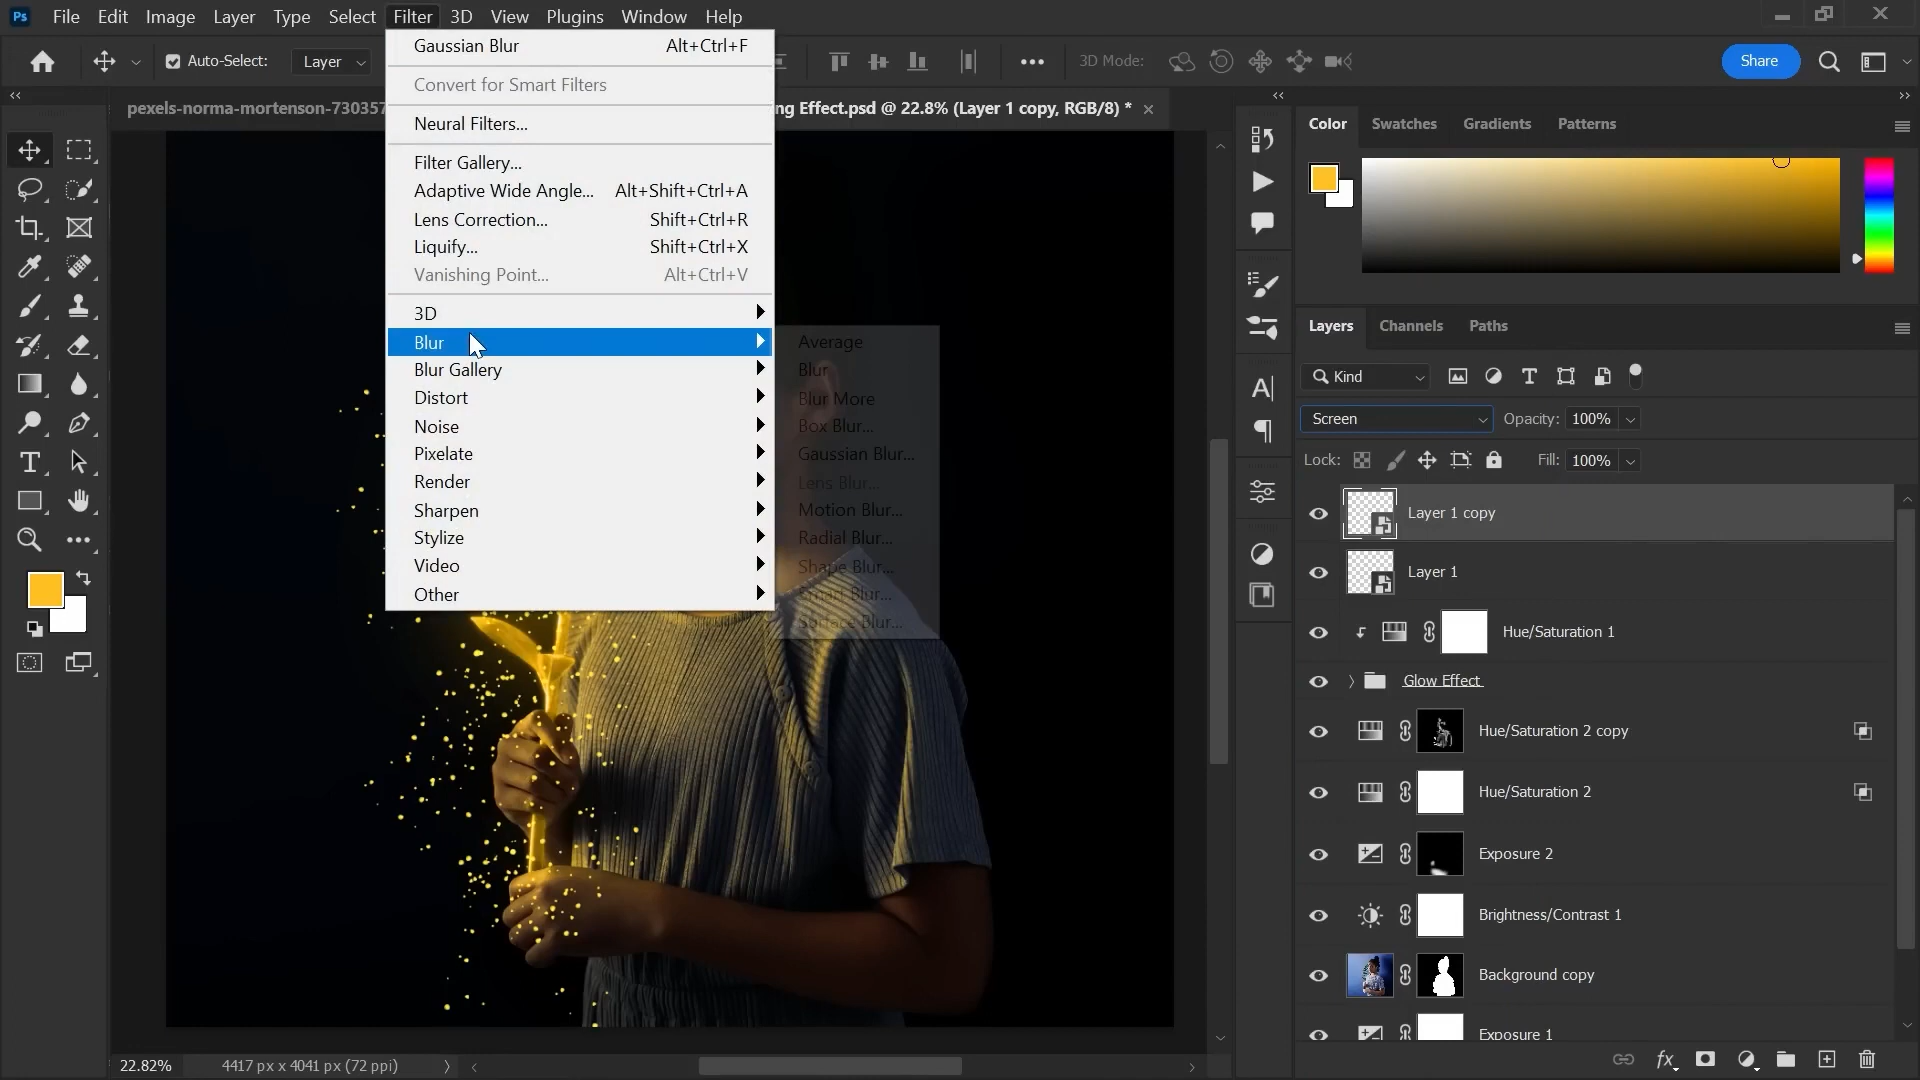 Ps File Edit Image Layer Type Select Filter 3D View Plugins Window Help
Auto-Select: Layer
3D Mode:
Share
pexels-norma-mortenson-730357
ng Effect.psd @ 22.8% (Layer 1 copy, RGB/8) *
Gaussian Blur Alt+Ctrl+F
Convert for Smart Filters
Neural Filters...
Filter Gallery...
Adaptive Wide Angle... Alt+Shift+Ctrl+A
Lens Correction... Shift+Ctrl+R
Liquify... Shift+Ctrl+X
Vanishing Point... Alt+Ctrl+V
3D
Blur
Blur Gallery
Distort
Noise
Pixelate
Render
Sharpen
Stylize
Video
Other
Average
Blur
Blur More
Box Blur...
Gaussian Blur...
Lens Blur...
Motion Blur...
Radial Blur...
Shape Blur...
Smart Blur...
Surface Blur...
Color Swatches Gradients Patterns
Layers Channels Paths
Kind
Screen Opacity: 100%
Lock: Fill: 100%
Layer 1 copy
Layer 1
Hue/Saturation 1
Glow Effect
Hue/Saturation 2 copy
Hue/Saturation 2
Exposure 2
Brightness/Contrast 1
Background copy
Exposure 1
fx
22.82% 4417 px x 4041 px (72 ppi)